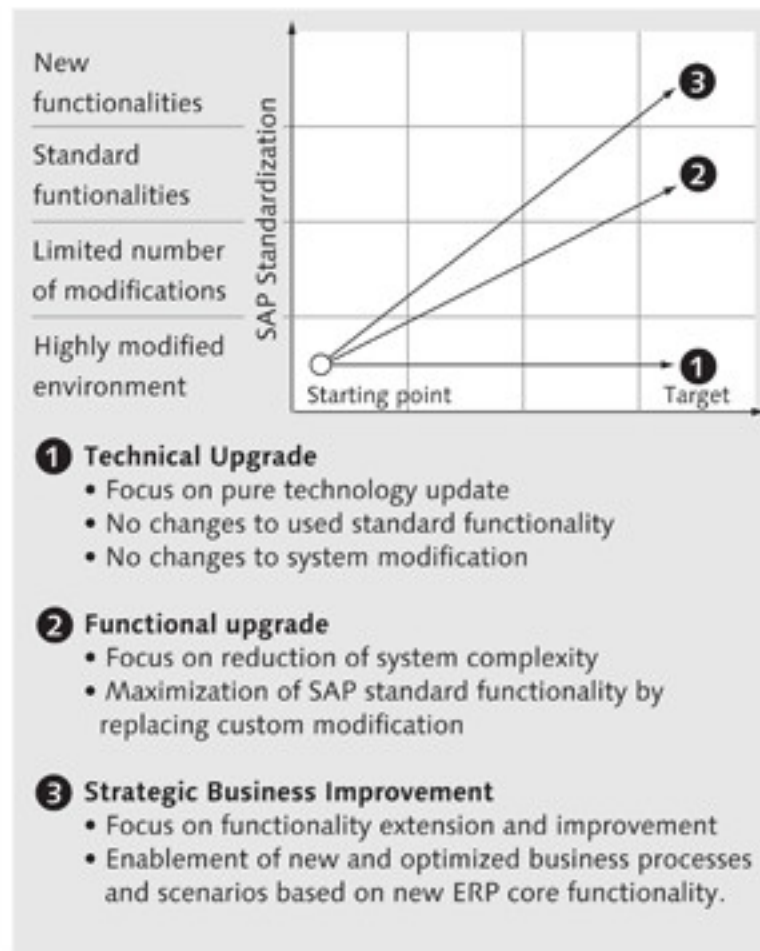 New
functionalities
Standard
funtionalities
Limited number
of modifications
Highly modified
environment
SAP Standardization
3
2
1
Starting point
Target
1 Technical Upgrade
• Focus on pure technology update
• No changes to used standard functionality
• No changes to system modification
2 Functional upgrade
• Focus on reduction of system complexity
• Maximization of SAP standard functionality by
replacing custom modification
3 Strategic Business Improvement
• Focus on functionality extension and improvement
• Enablement of new and optimized business processes
and scenarios based on new ERP core functionality.